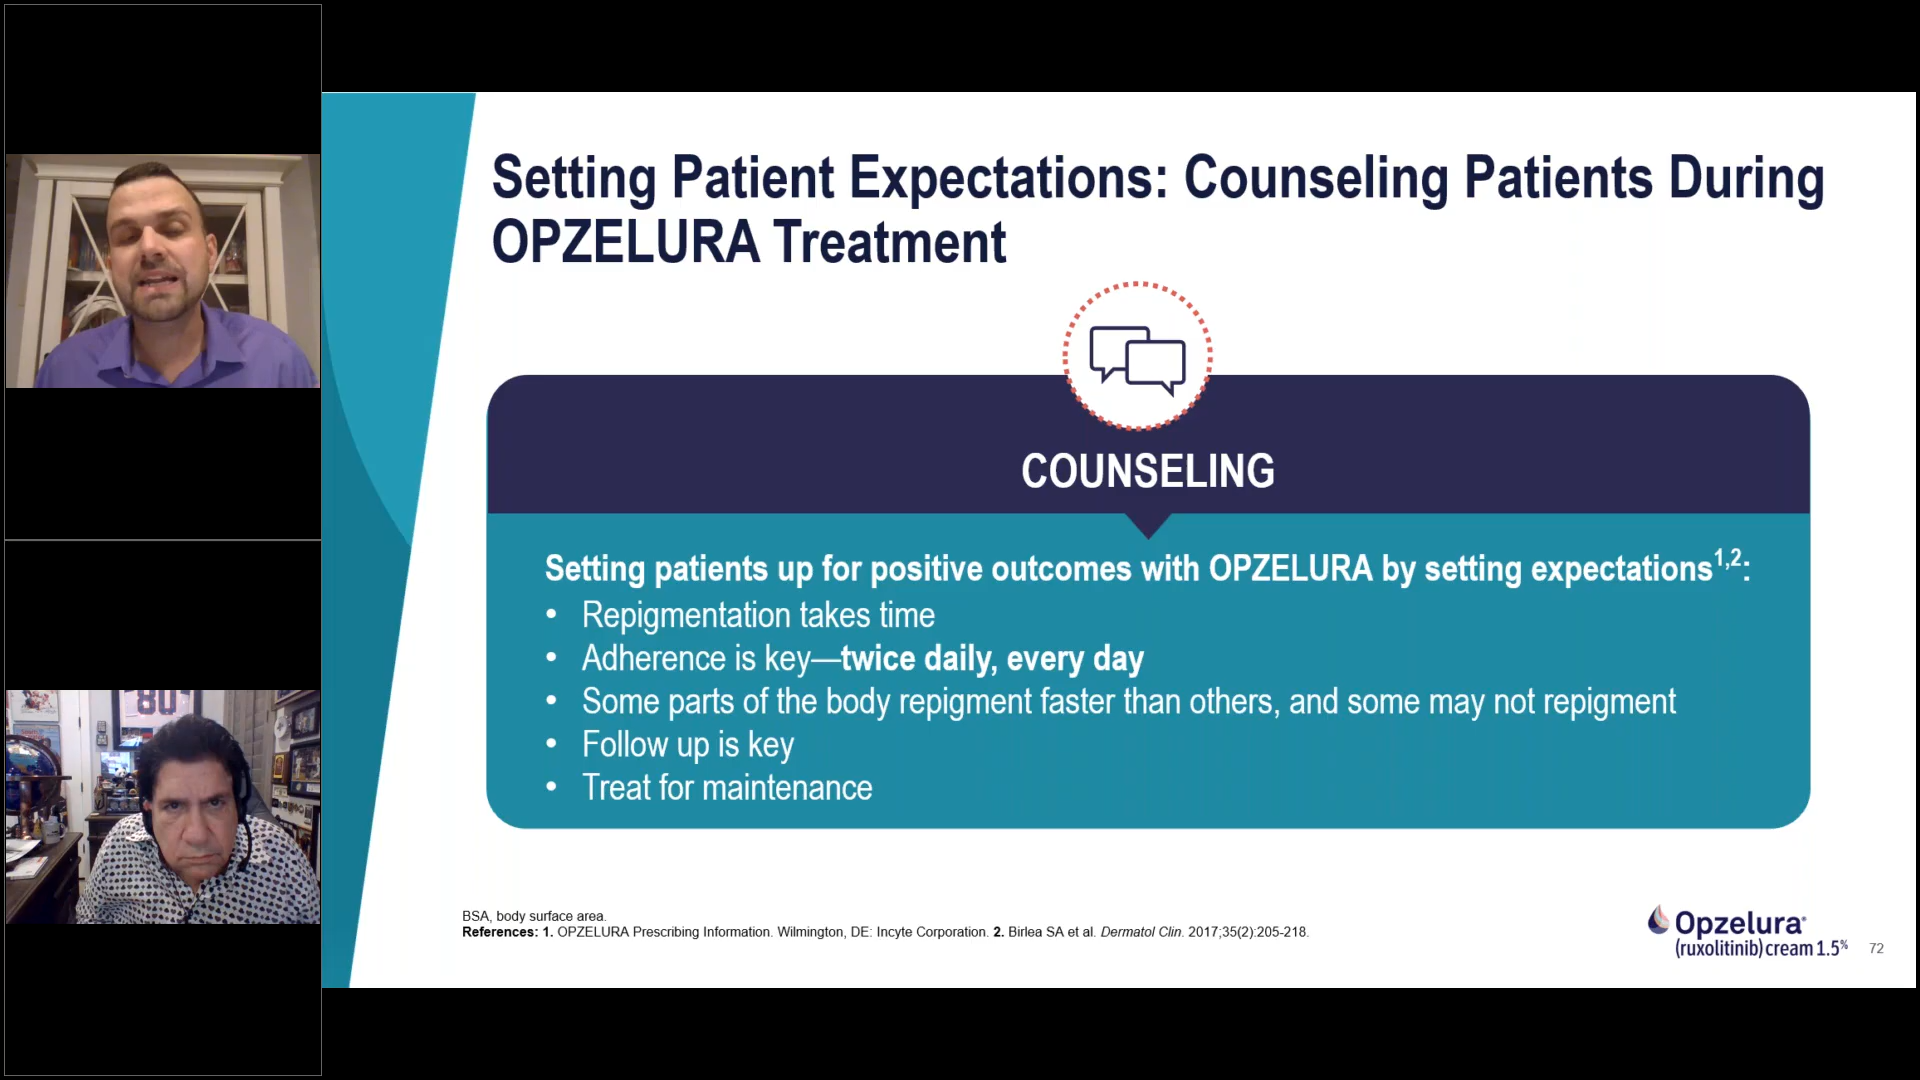 Setting Patient Expectations: Counseling Patients During
OPZELURA Treatment
COUNSELING
Setting patients up for positive outcomes with OPZELURA by setting expectations1,2:
• Repigmentation takes time
• Adherence is key—twice daily, every day
• Some parts of the body repigment faster than others, and some may not repigment
• Follow up is key
• Treat for maintenance
BSA, body surface area.
References: 1. OPZELURA Prescribing Information. Wilmington, DE: Incyte Corporation. 2. Birlea SA et al. Dermatol Clin. 2017;35(2):205-218.
Opzelura®
(ruxolitinib) cream 1.5%
72
80